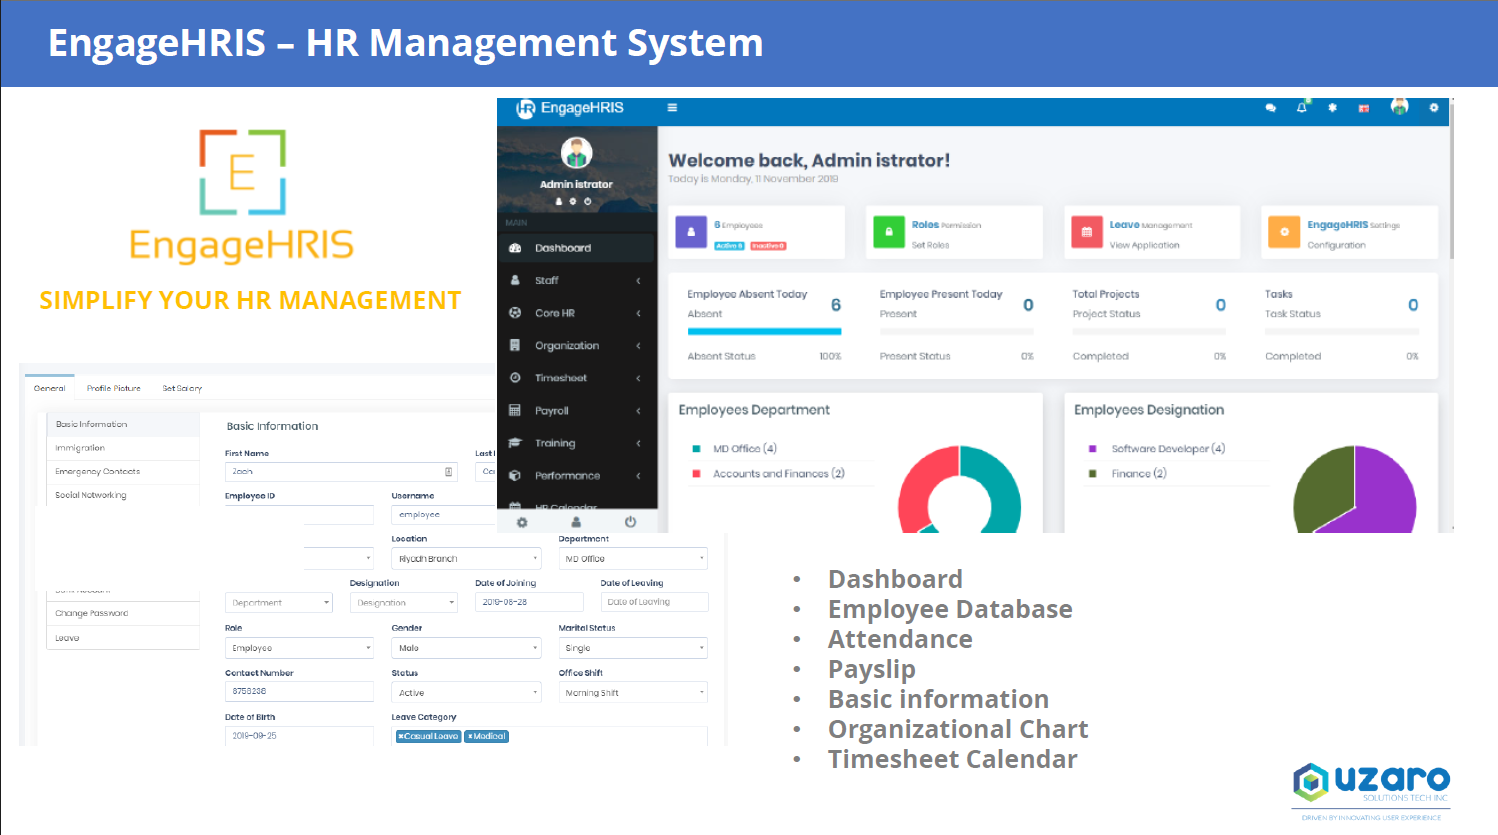 EngageHRIS – HR Management System
E
EngageHRIS
SIMPLIFY YOUR HR MANAGEMENT
HR EngageHRIS
Admin istrator
MAIN
Dashboard
Staff
Core HR
Organization
Timesheet
Payroll
Training
Performance
HR Calendar
Welcome back, Admin istrator!
Today is Monday, 11 November 2019
6 Employees
Active 6 Inactive 0
Roles Permission
Set Roles
Leave Management
View Application
EngageHRIS Settings
Configuration
Employee Absent Today 6
Absent
Absent Status 100%
Employee Present Today 0
Present
Present Status 0%
Total Projects 0
Project Status
Completed 0%
Tasks 0
Task Status
Completed 0%
Employees Department
MD Office (4)
Accounts and Finances (2)
Employees Designation
Software Developer (4)
Finance (2)
General Profile Picture Set Salary
Basic Information
Immigration
Emergency Contacts
Social Networking
Change Password
Leave
Basic Information
First Name
Zach
Employee ID Username
employee
Location Department
Riyadh Branch MD Office
Designation Date of Joining Date of Leaving
Department Designation 2019-06-28 Date of Leaving
Role Gender Marital Status
Employee Male Single
Contact Number Status Office Shift
8756238 Active Morning Shift
Date of Birth Leave Category
2019-09-25 ×Casual Leave ×Medical
• Dashboard
• Employee Database
• Attendance
• Payslip
• Basic information
• Organizational Chart
• Timesheet Calendar
uzaro
SOLUTIONS TECH INC
DRIVEN BY INNOVATING USER EXPERIENCE